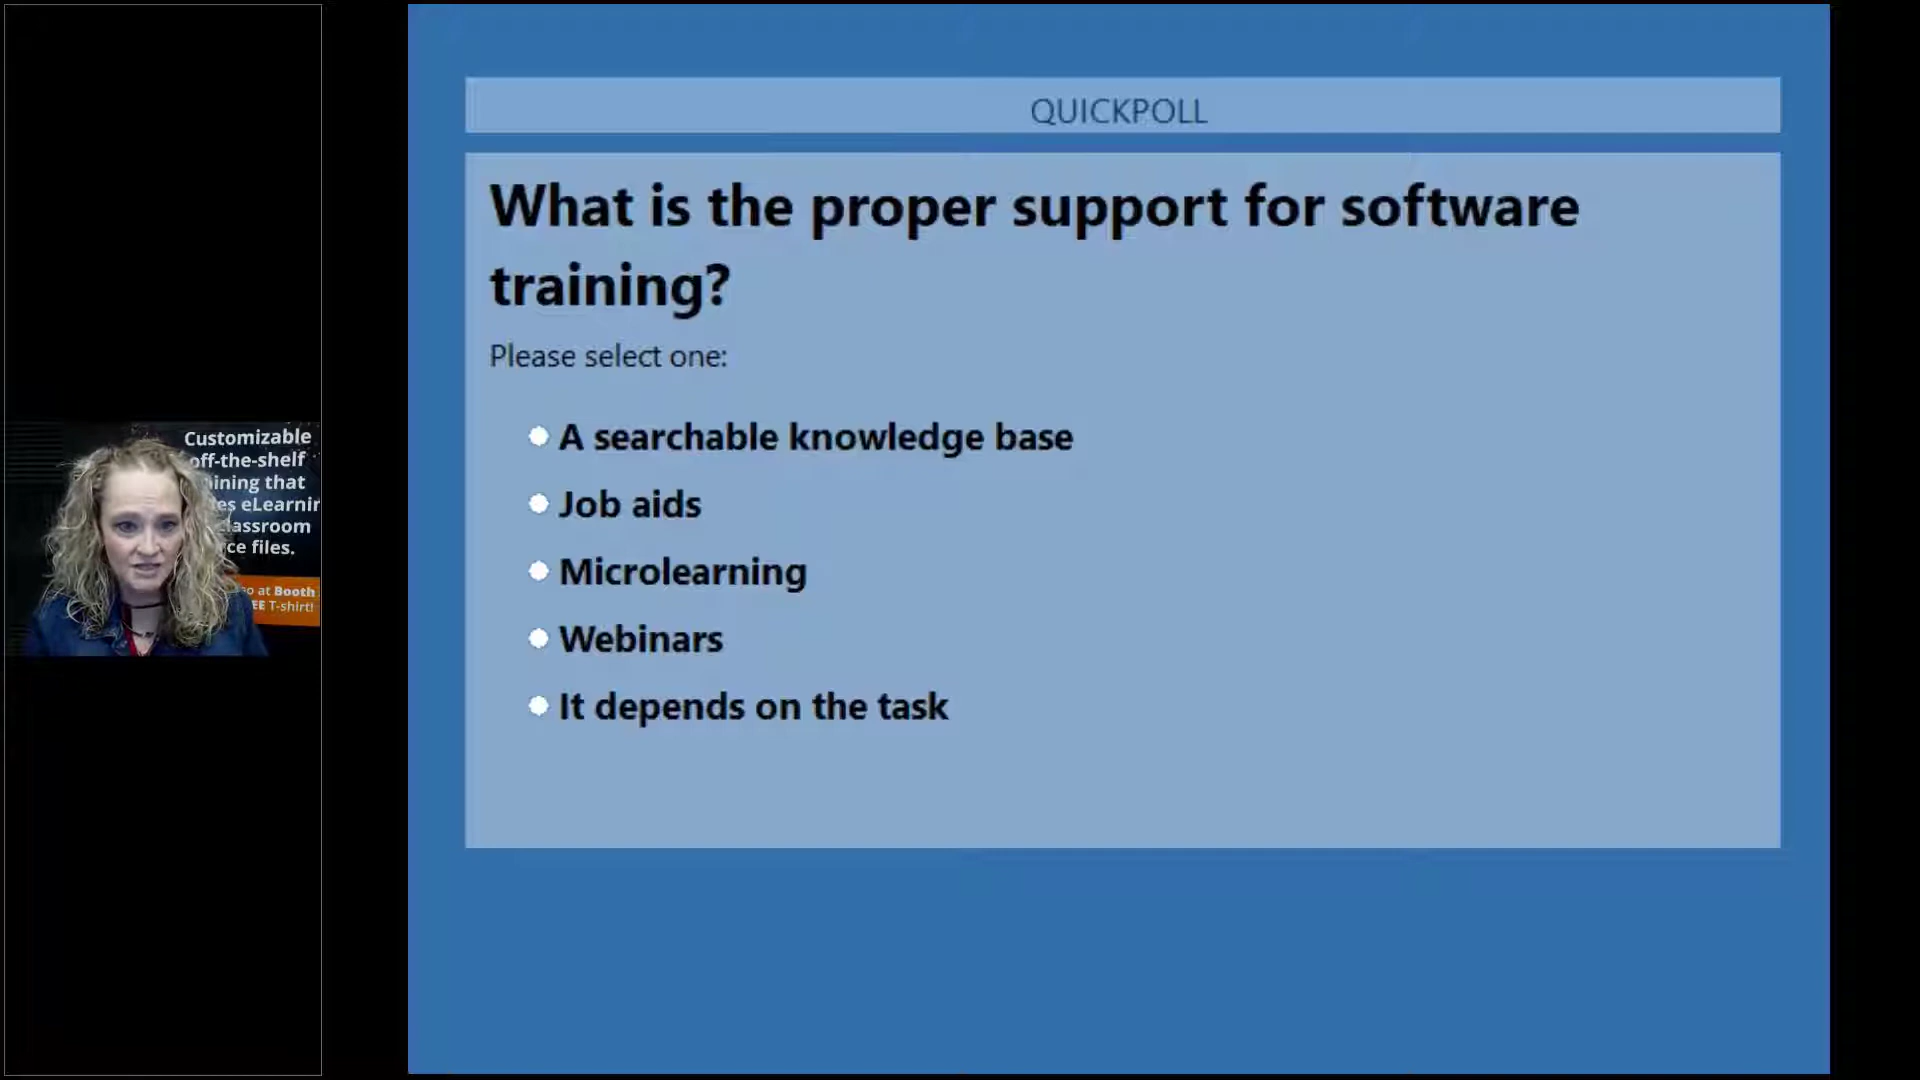 Customizable
off-the-shelf
that
lassroom
files.
at Booth
T-shirt!
QUICKPOLL
What is the proper support for software
training?
Please select one:
A searchable knowledge base
Job aids
Microlearning
Webinars
It depends on the task